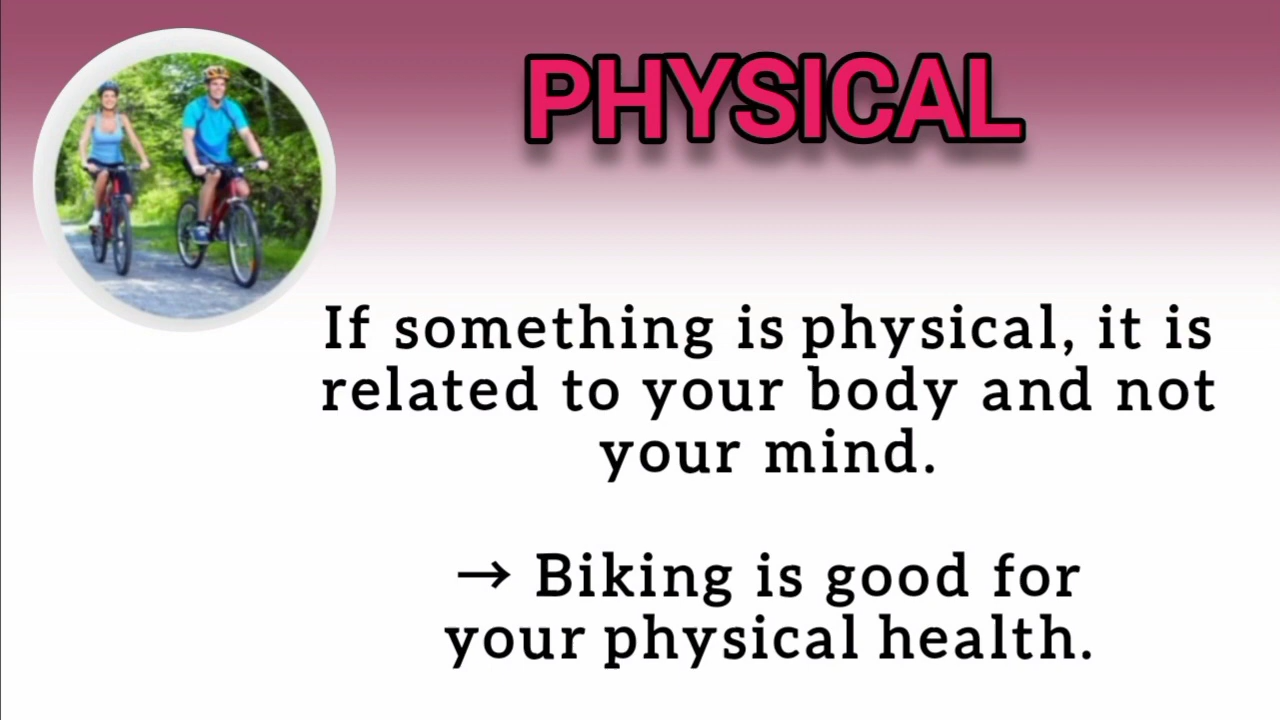 PHYSICAL
If something is physical, it is
related to your body and not
your mind.
→ Biking is good for
your physical health.